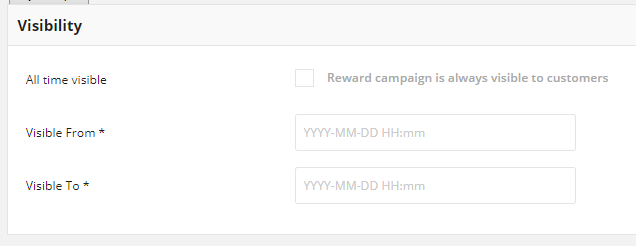 Visibility
All time visible
Reward campaign is always visible to customers
Visible From *
YYYY-MM-DD HH:mm
Visible To *
YYYY-MM-DD HH:mm